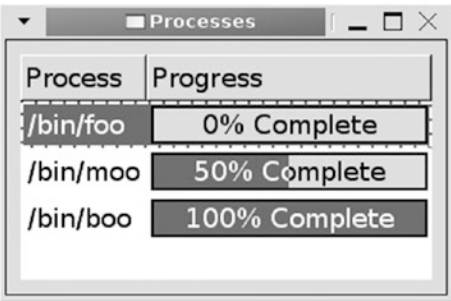 Processes
Process Progress
/bin/foo 0% Complete
/bin/moo 50% Complete
/bin/boo 100% Complete